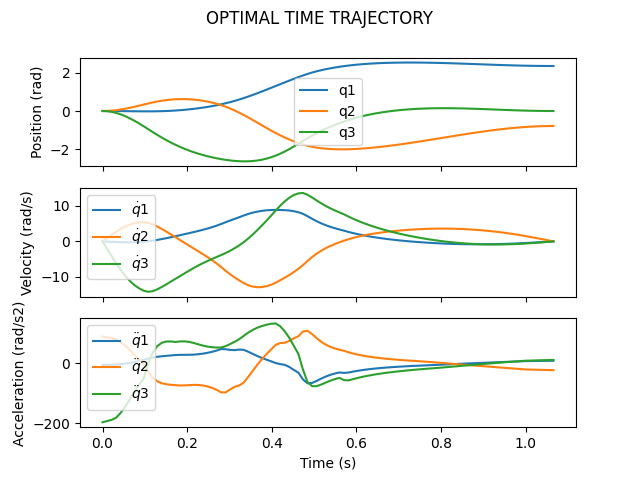 OPTIMAL TIME TRAJECTORY
Position (rad)
2
0
−2
q1
q2
q3
Velocity (rad/s)
10
0
−10
q̇1
q̇2
q̇3
Acceleration (rad/s2)
0
−200
q̈1
q̈2
q̈3
0.0 0.2 0.4 0.6 0.8 1.0
Time (s)